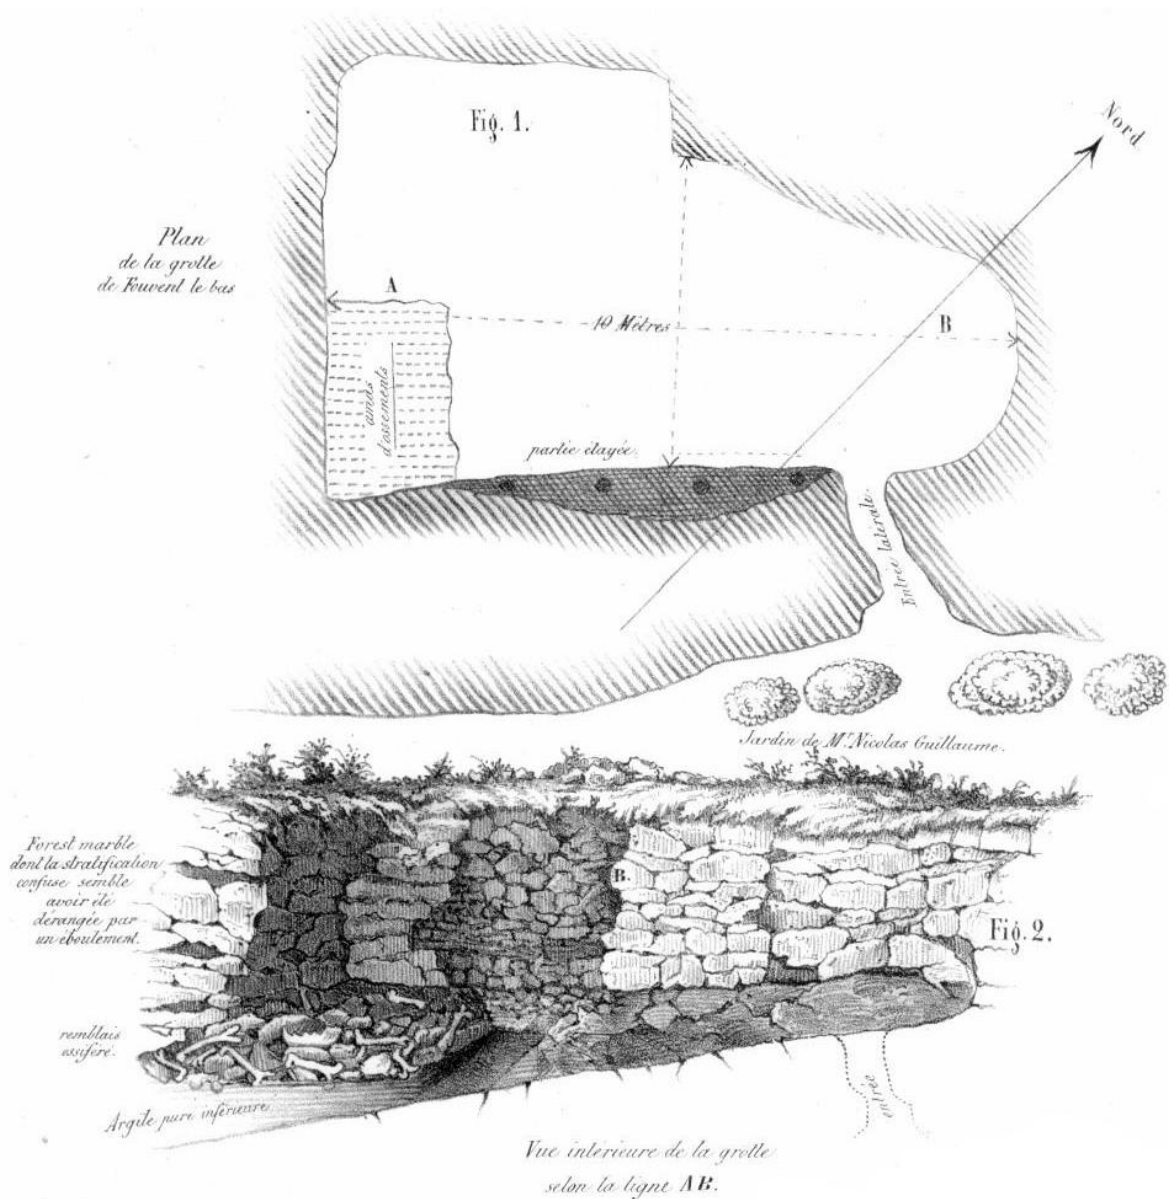 Fig. 1.
Nord
Plan
de la grotte
de Fouvent le bas
A
10 Mètres
B
amas
d'ossements
partie étayée.
Entrée latérale.
Jardin de Mr. Nicolas Guillaume.
Forest marble
dont la stratification
confuse semble
avoir été
dérangée par
un éboulement.
B.
Fig. 2.
remblais
ossiféré.
Argile pure inférieure
entrée
Vue intérieure de la grotte
selon la ligne AB.